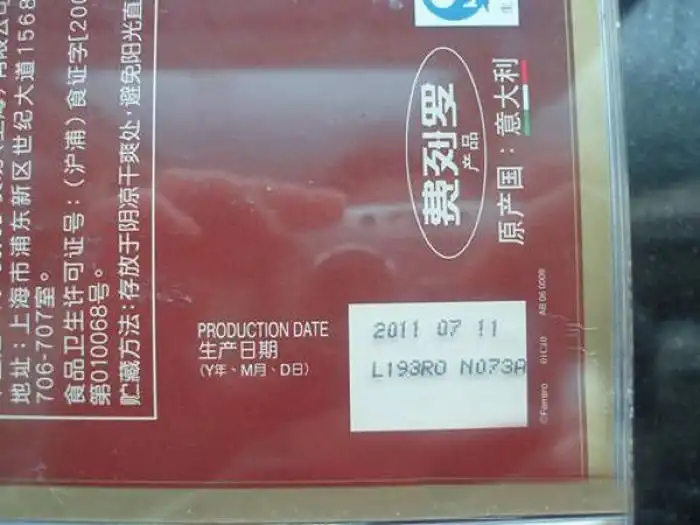 地址：上海市浦东新区世纪大道1568
706-707室。
食品卫生许可证号：（沪浦）食证字[200
第010068号。
贮藏方法：存放于阴凉干爽处，避免阳光直
费列罗
产品
原产国：意大利
PRODUCTION DATE
生产日期
(Y年、M月、D日)
2011 07 11
L193RO N073A
©Ferrero